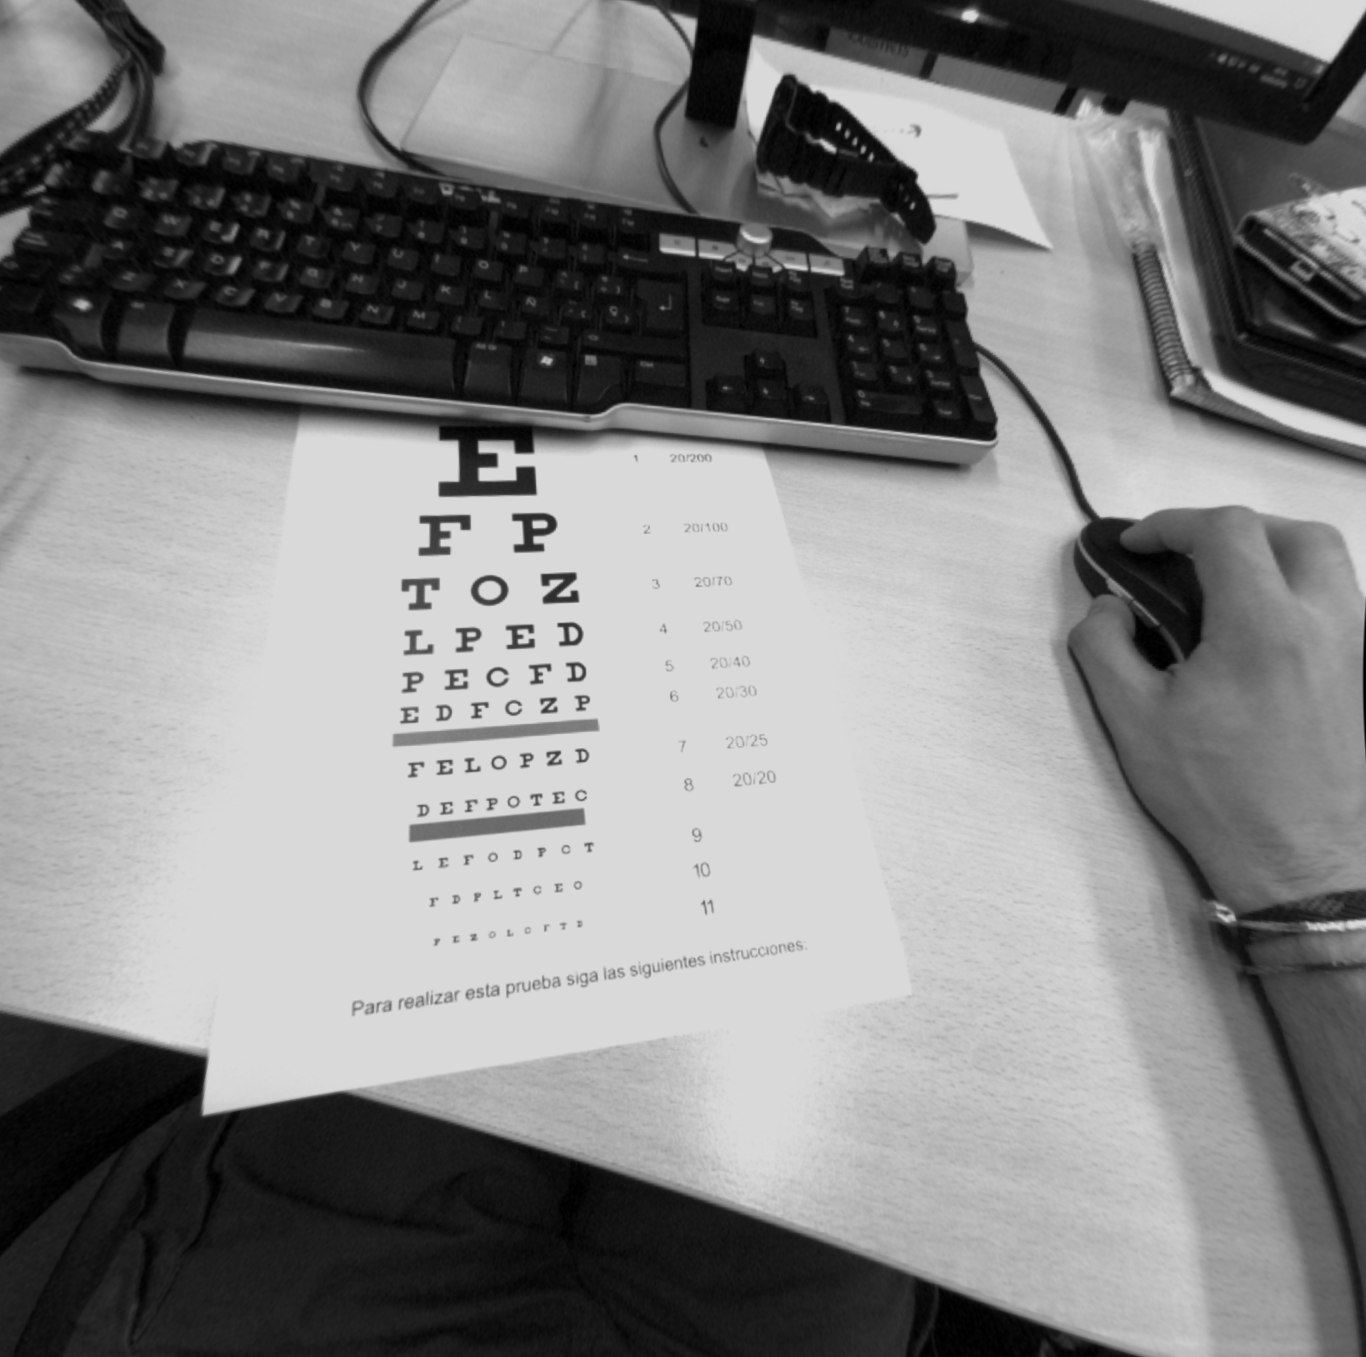 E 1 20/200
F P 2 20/100
T O Z 3 20/70
L P E D 4 20/50
P E C F D 5 20/40
E D F C Z P 6 20/30
F E L O P Z D 7 20/25
D E F P O T E C 8 20/20
L E F O D P C T 9
F D P L T C E O 10
P E Z O L C F T D 11
Para realizar esta prueba siga las siguientes instrucciones: